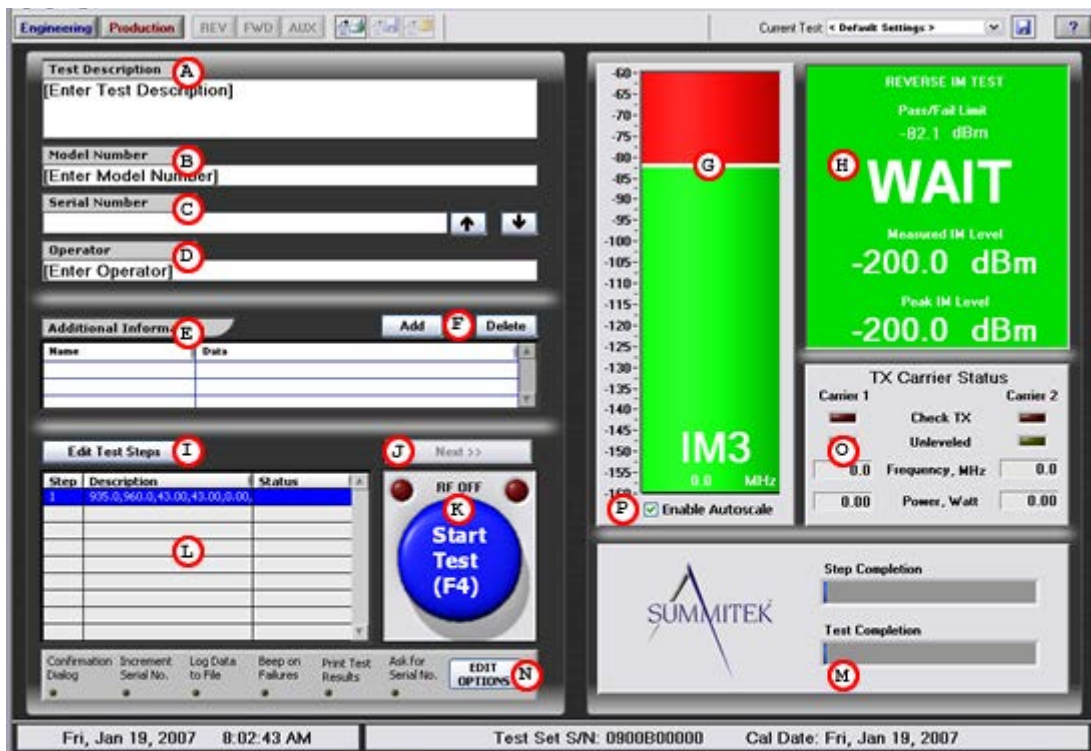 Engineering Production REV FWD AUX Current Test < Default Settings > ?
Test Description A
[Enter Test Description]
Model Number B
[Enter Model Number]
Serial Number C
Operator D
[Enter Operator]
Additional Inform E Add F Delete
Name Data
Edit Test Steps I J Next >>
Step Description Status
1 935.0,960.0,43.00,43.00,0.00,
L
RF OFF
K
Start
Test
(F4)
Confirmation Dialog
Increment Serial No.
Log Data to File
Beep on Failures
Print Test Results
Ask for Serial No.
EDIT OPTIONS N
-60
-65
-70
-75
-80
-85
-90
-95
-100
-105
-110
-115
-120
-125
-130
-135
-140
-145
-150
-155
-160
G
IM3
0.0 MHz
P Enable Autoscale
REVERSE IM TEST
Pass/Fail Limit
-82.1 dBm
H WAIT
Measured IM Level
-200.0 dBm
Peak IM Level
-200.0 dBm
TX Carrier Status
Carrier 1 Carrier 2
Check TX
O Unleveled
0.0 Frequency, MHz 0.0
0.00 Power, Watt 0.00
SUMMITEK
Step Completion
Test Completion
M
Fri, Jan 19, 2007 8:02:43 AM Test Set S/N: 0900B00000 Cal Date: Fri, Jan 19, 2007